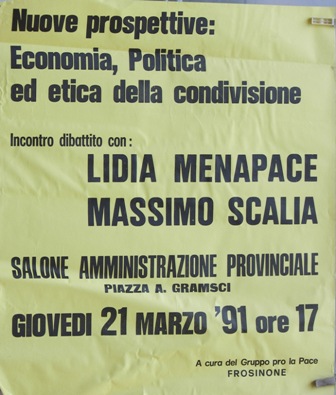 Nuove prospettive:
Economia, Politica
ed etica della condivisione
Incontro dibattito con:
LIDIA MENAPACE
MASSIMO SCALIA
SALONE AMMINISTRAZIONE PROVINCIALE
PIAZZA A. GRAMSCI
GIOVEDI 21 MARZO '91 ore 17
A cura del Gruppo pro la Pace
FROSINONE